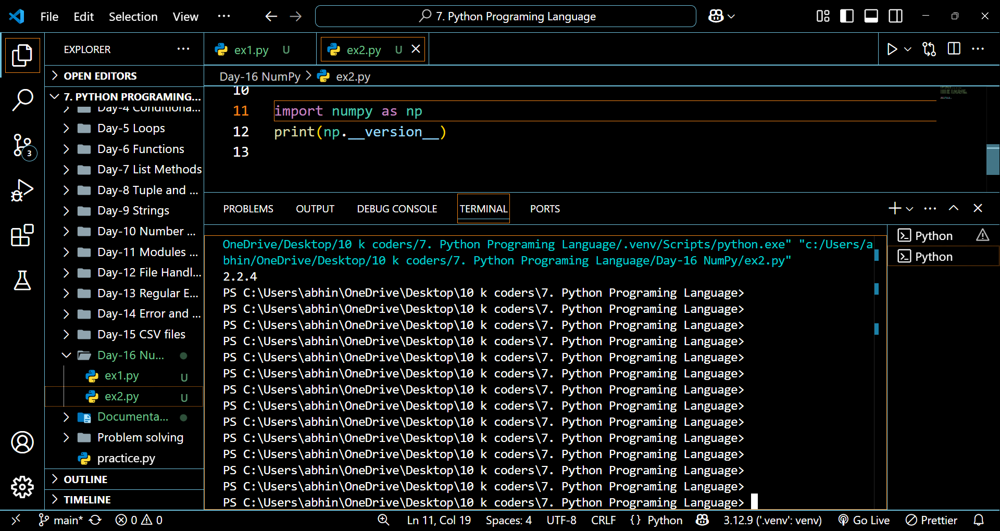 File Edit Selection View ··· 7. Python Programing Language
EXPLORER ···
OPEN EDITORS
7. PYTHON PROGRAMING...
Day-4 Conditiona...
Day-5 Loops
Day-6 Functions
Day-7 List Methods
Day-8 Tuple and ...
Day-9 Strings
Day-10 Number ...
Day-11 Modules ...
Day-12 File Handl...
Day-13 Regular E...
Day-14 Error and ...
Day-15 CSV files
Day-16 Nu...
ex1.py U
ex2.py U
Documenta...
Problem solving
practice.py
OUTLINE
TIMELINE
3
ex1.py U ex2.py U
Day-16 NumPy > ex2.py
10
11 import numpy as np
12 print(np.__version__)
13
PROBLEMS OUTPUT DEBUG CONSOLE TERMINAL PORTS
OneDrive/Desktop/10 k coders/7. Python Programing Language/.venv/Scripts/python.exe" "c:/Users/a
bhin/OneDrive/Desktop/10 k coders/7. Python Programing Language/Day-16 NumPy/ex2.py"
2.2.4
PS C:\Users\abhin\OneDrive\Desktop\10 k coders\7. Python Programing Language>
PS C:\Users\abhin\OneDrive\Desktop\10 k coders\7. Python Programing Language>
PS C:\Users\abhin\OneDrive\Desktop\10 k coders\7. Python Programing Language>
PS C:\Users\abhin\OneDrive\Desktop\10 k coders\7. Python Programing Language>
PS C:\Users\abhin\OneDrive\Desktop\10 k coders\7. Python Programing Language>
PS C:\Users\abhin\OneDrive\Desktop\10 k coders\7. Python Programing Language>
PS C:\Users\abhin\OneDrive\Desktop\10 k coders\7. Python Programing Language>
PS C:\Users\abhin\OneDrive\Desktop\10 k coders\7. Python Programing Language>
PS C:\Users\abhin\OneDrive\Desktop\10 k coders\7. Python Programing Language>
PS C:\Users\abhin\OneDrive\Desktop\10 k coders\7. Python Programing Language>
PS C:\Users\abhin\OneDrive\Desktop\10 k coders\7. Python Programing Language>
PS C:\Users\abhin\OneDrive\Desktop\10 k coders\7. Python Programing Language>
PS C:\Users\abhin\OneDrive\Desktop\10 k coders\7. Python Programing Language>
PS C:\Users\abhin\OneDrive\Desktop\10 k coders\7. Python Programing Language>
Python
Python
main* 0 0 Ln 11, Col 19 Spaces: 4 UTF-8 CRLF {} Python 3.12.9 ('.venv': venv) Go Live Prettier